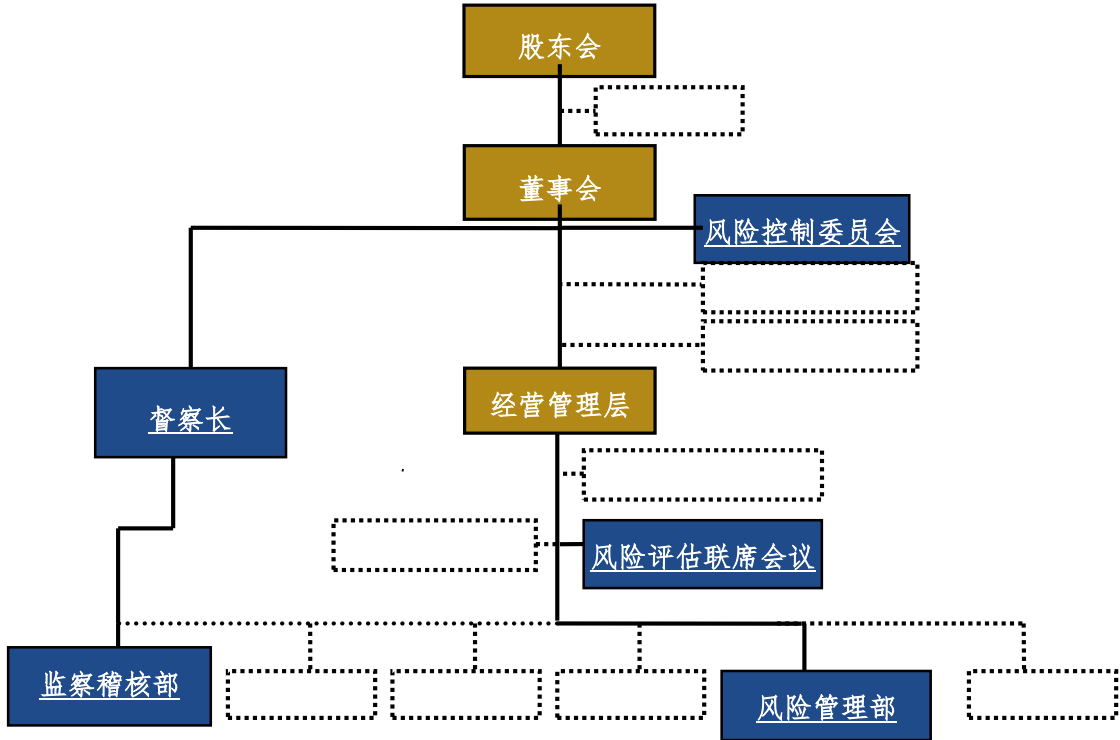 股东会
董事会
风险控制委员会
督察长
经营管理层
风险评估联席会议
监察稽核部
风险管理部